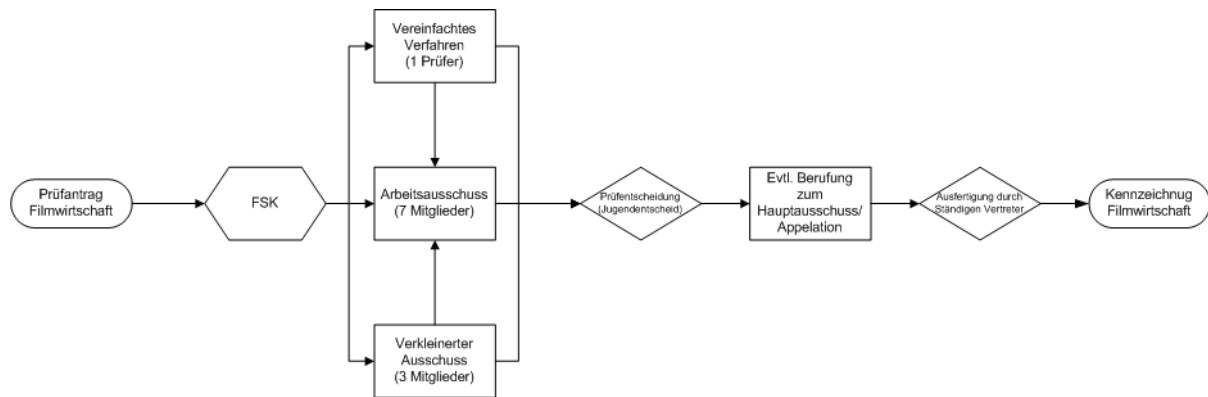 Prüfantrag
Filmwirtschaft
FSK
Vereinfachtes
Verfahren
(1 Prüfer)
Arbeitsausschuss
(7 Mitglieder)
Verkleinerter
Ausschuss
(3 Mitglieder)
Prüfentscheidung
(Jugendentscheid)
Evtl. Berufung
zum
Hauptausschuss/
Appelation
Ausfertigung durch
Ständigen Vertreter
Kennzeichnug
Filmwirtschaft